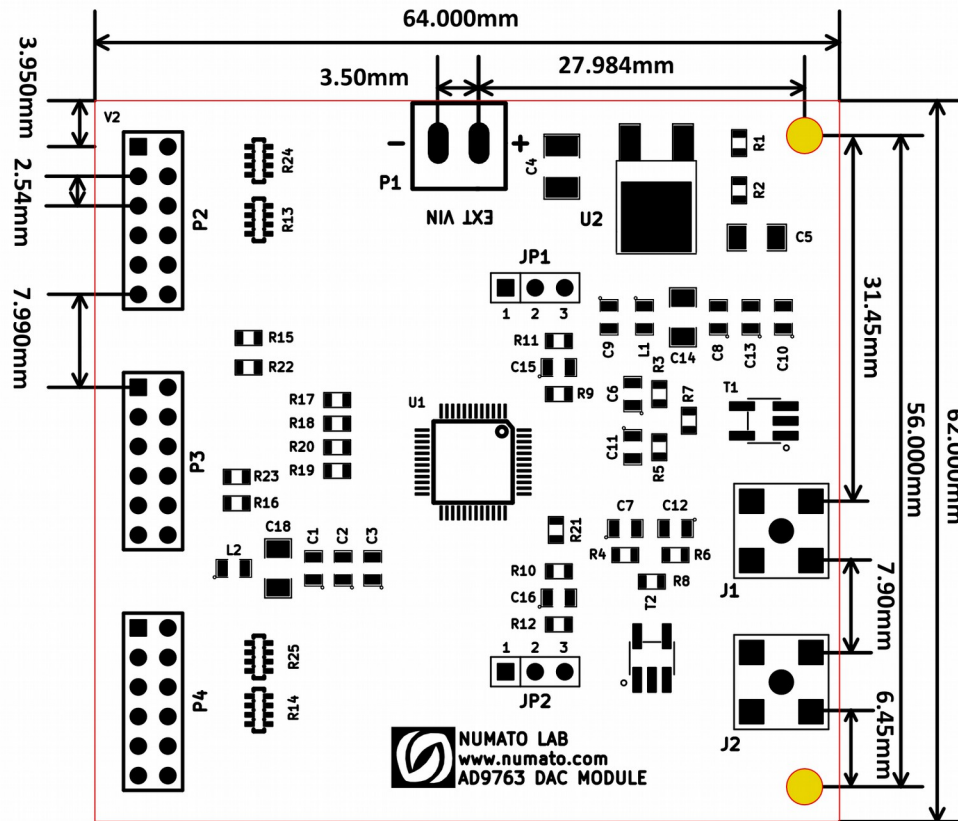 64.000mm
3.50mm
27.984mm
3.950mm
2.54mm
7.990mm
V2
P2
R24
R13
-
+
P1
EXT VIN
C4
U2
R1
R2
C5
JP1
1 2 3
R15
R22
R11
C15
R9
C9
L1
C14
C8
C13
C10
R3
C6
R7
T1
C11
R5
31.45mm
56.000mm
62.000mm
R17
R18
R20
R19
U1
P3
R23
R16
C18
C1
C2
C3
L2
R21
C7
C12
R4
R6
R8
R10
C16
R12
T2
J1
7.90mm
1 2 3
JP2
P4
R25
R14
J2
6.45mm
NUMATO LAB
www.numato.com
AD9763 DAC MODULE